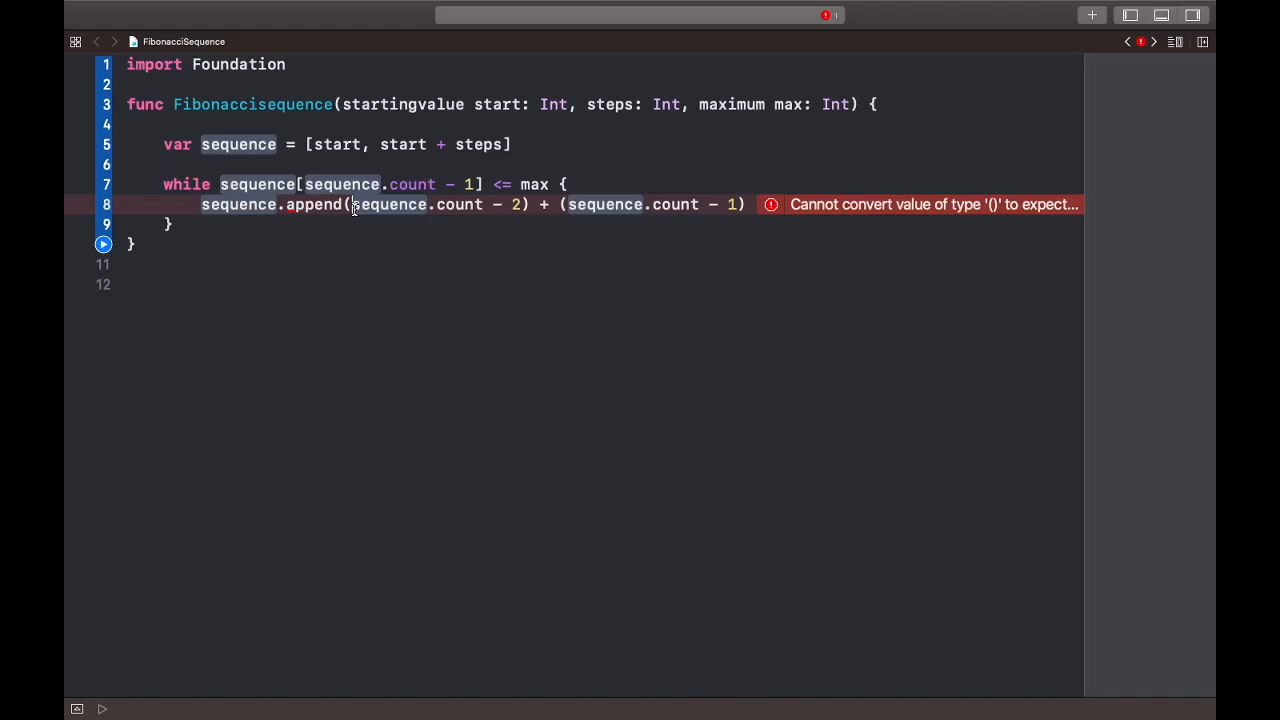 1
FibonacciSequence
1 import Foundation
2
3 func Fibonaccisequence(startingvalue start: Int, steps: Int, maximum max: Int) {
4
5 var sequence = [start, start + steps]
6
7 while sequence[sequence.count - 1] <= max {
8 sequence.append(sequence.count - 2) + (sequence.count - 1) Cannot convert value of type '()' to expect...
9 }
}
11
12